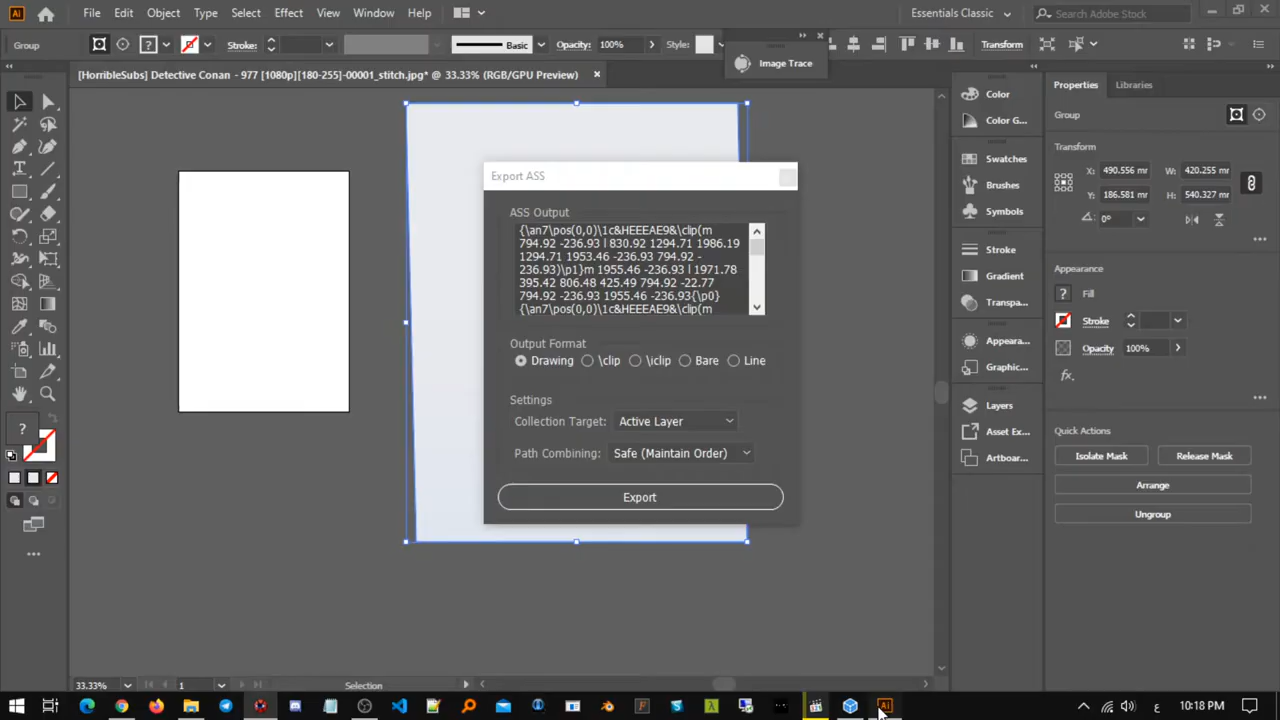 Ai File Edit Object Type Select Effect View Window Help Essentials Classic Search Adobe Stock
Group ? Stroke: Basic Opacity: 100% Style: Transform
Image Trace
[HorribleSubs] Detective Conan - 977 [1080p][180-255]-00001_stitch.jpg* @ 33.33% (RGB/GPU Preview)
Color
Color G...
Swatches
Brushes
Symbols
Stroke
Gradient
Transpa...
Appeara...
Graphic...
Layers
Asset Ex...
Artboar...
Properties Libraries
Group
Transform
X: 490.556 mr W: 420.255 mr
Y: 186.581 mr H: 540.327 mr
0°
Appearance
? Fill
Stroke
Opacity 100%
fx.
Quick Actions
Isolate Mask Release Mask
Arrange
Ungroup
Export ASS
ASS Output
{\an7\pos(0,0)\1c&HEEEAE9&\clip(m
794.92 -236.93 l 830.92 1294.71 1986.19
1294.71 1953.46 -236.93 794.92 -
236.93)\p1}m 1955.46 -236.93 l 1971.78
395.42 806.48 425.49 794.92 -22.77
794.92 -236.93 1955.46 -236.93{\p0}
{\an7\pos(0,0)\1c&HEEEAE9&\clip(m
Output Format
Drawing \clip \iclip Bare Line
Settings
Collection Target: Active Layer
Path Combining: Safe (Maintain Order)
Export
?
33.33% 1 Selection
Ai ع 10:18 PM